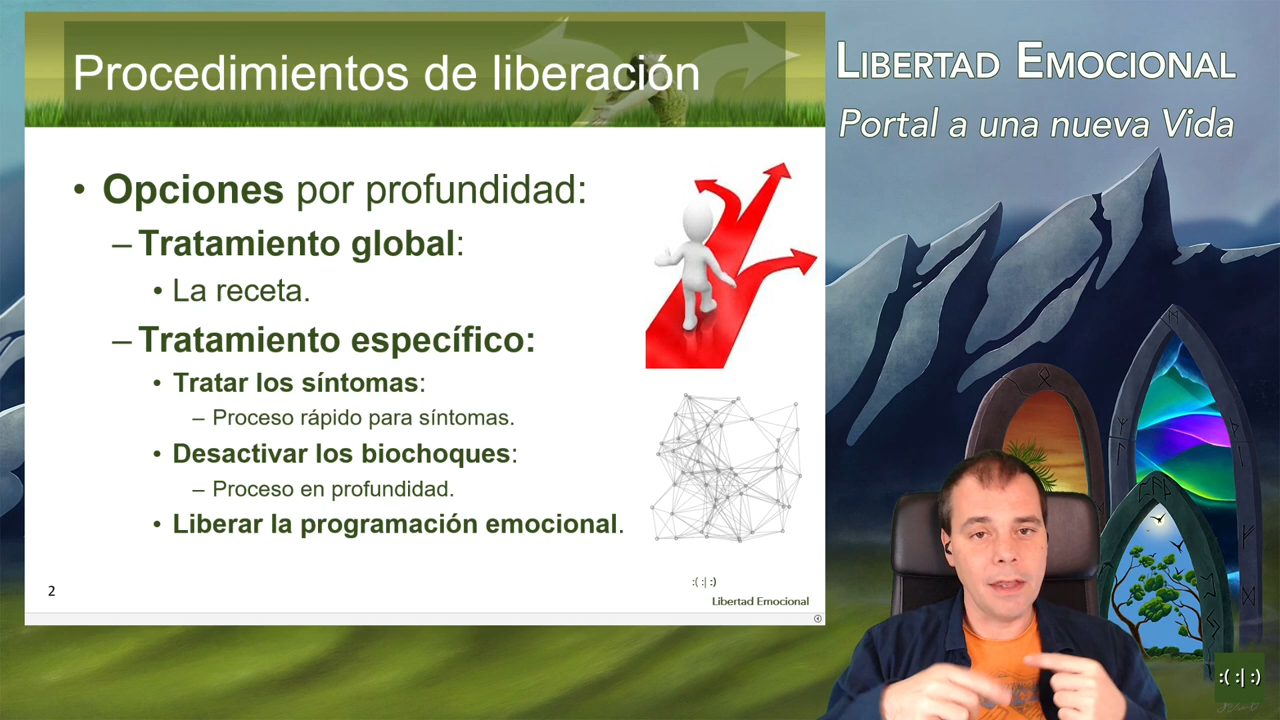 Procedimientos de liberación
• Opciones por profundidad:
– Tratamiento global:
• La receta.
– Tratamiento específico:
• Tratar los síntomas:
– Proceso rápido para síntomas.
• Desactivar los biochoques:
– Proceso en profundidad.
• Liberar la programación emocional.
2
:( :| :)
Libertad Emocional
LIBERTAD EMOCIONAL
Portal a una nueva Vida
:( :| :)